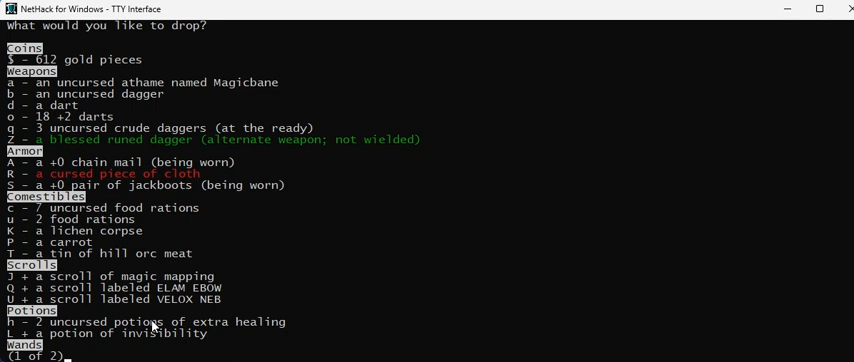 NetHack for Windows - TTY Interface
What would you like to drop?
Coins
$ - 612 gold pieces
Weapons
a - an uncursed athame named Magicbane
b - an uncursed dagger
d - a dart
o - 18 +2 darts
q - 3 uncursed crude daggers (at the ready)
Z - a blessed runed dagger (alternate weapon; not wielded)
Armor
A - a +0 chain mail (being worn)
R - a cursed piece of cloth
S - a +0 pair of jackboots (being worn)
Comestibles
c - 7 uncursed food rations
u - 2 food rations
K - a lichen corpse
P - a carrot
T - a tin of hill orc meat
Scrolls
J + a scroll of magic mapping
Q + a scroll labeled ELAM EBOW
U + a scroll labeled VELOX NEB
Potions
h - 2 uncursed potions of extra healing
L + a potion of invisibility
Wands
(1 of 2)